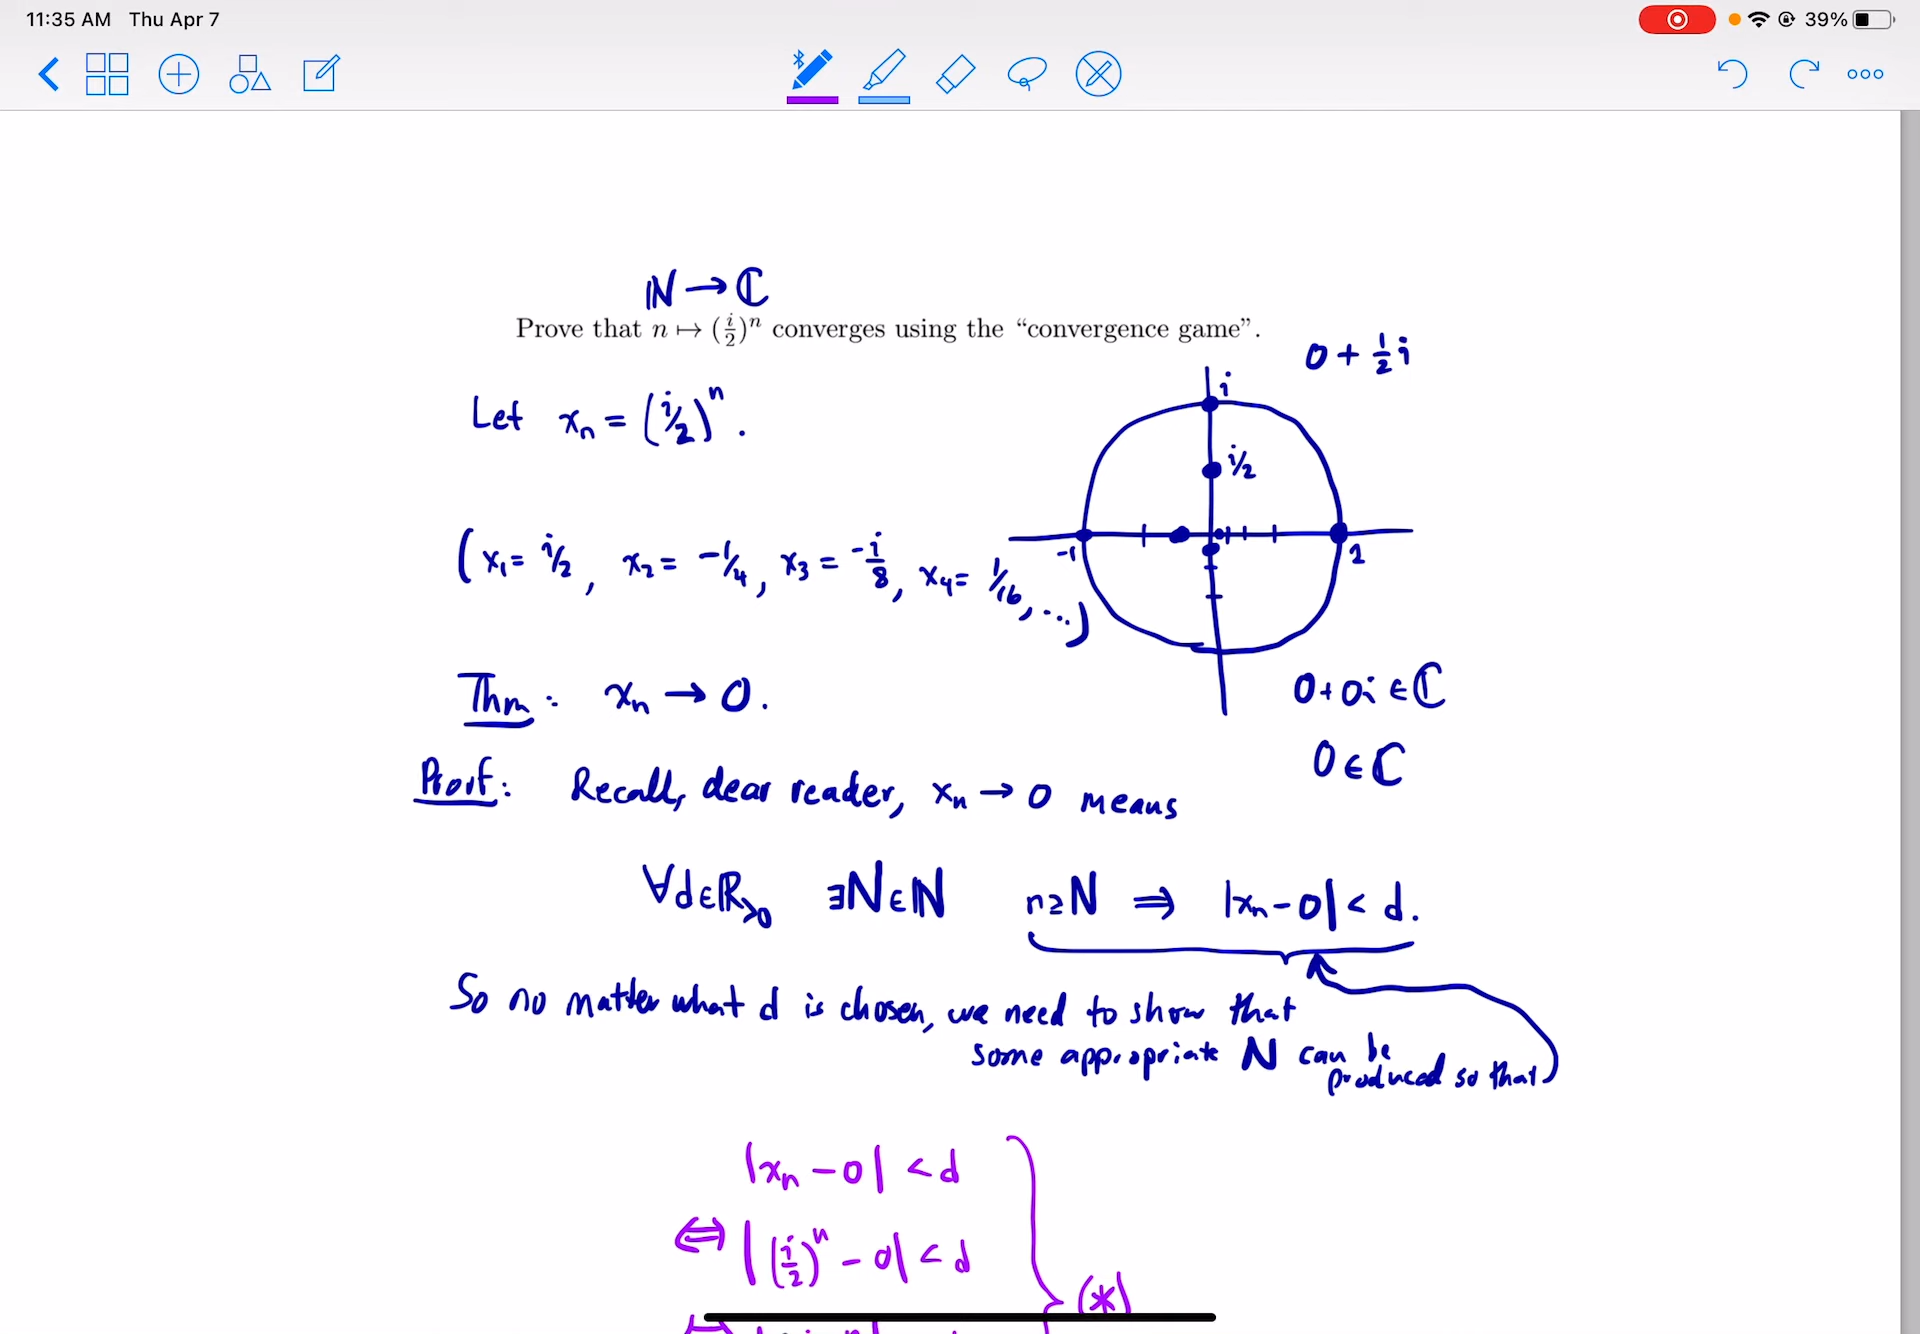 11:35 AM Thu Apr 7
39%
ℕ → ℂ
Prove that n ↦ (i/2)ⁿ converges using the “convergence game”.
0 + 1/2 i
Let xₙ = (i/2)ⁿ.
i
i/2
-1
1
(x₁ = i/2, x₂ = -1/4, x₃ = -i/8, x₄ = 1/16, ...)
Thm: xₙ → 0.
0 + 0i ∈ ℂ
0 ∈ ℂ
Proof: Recall, dear reader, xₙ → 0 means
∀d∈ℝ>0 ∃N∈ℕ n≥N ⇒ |xₙ - 0| < d.
So no matter what d is chosen, we need to show that
some appropriate N can be
produced so that
|xₙ - 0| < d
⇔ |(i/2)ⁿ - 0| < d
(*)